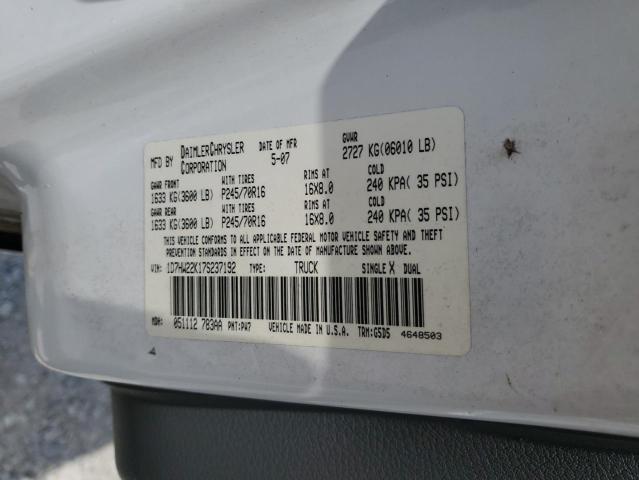 MFD BY DAIMLERCHRYSLER CORPORATION DATE OF MFR 5-07 GVWR 2727 KG(06010 LB)
GAWR FRONT WITH TIRES RIMS AT COLD
1633 KG(3600 LB) P245/70R16 16X8.0 240 KPA( 35 PSI)
GAWR REAR WITH TIRES RIMS AT COLD
1633 KG(3600 LB) P245/70R16 16X8.0 240 KPA( 35 PSI)
THIS VEHICLE CONFORMS TO ALL APPLICABLE FEDERAL MOTOR VEHICLE SAFETY AND THEFT
PREVENTION STANDARDS IN EFFECT ON THE DATE OF MANUFACTURE SHOWN ABOVE.
VIN: 1D7HW22K17S237192 TYPE: TRUCK SINGLE X DUAL
MDH: 051112 783AA PNT:PW7 VEHICLE MADE IN U.S.A. TRM:G5D5 4648503